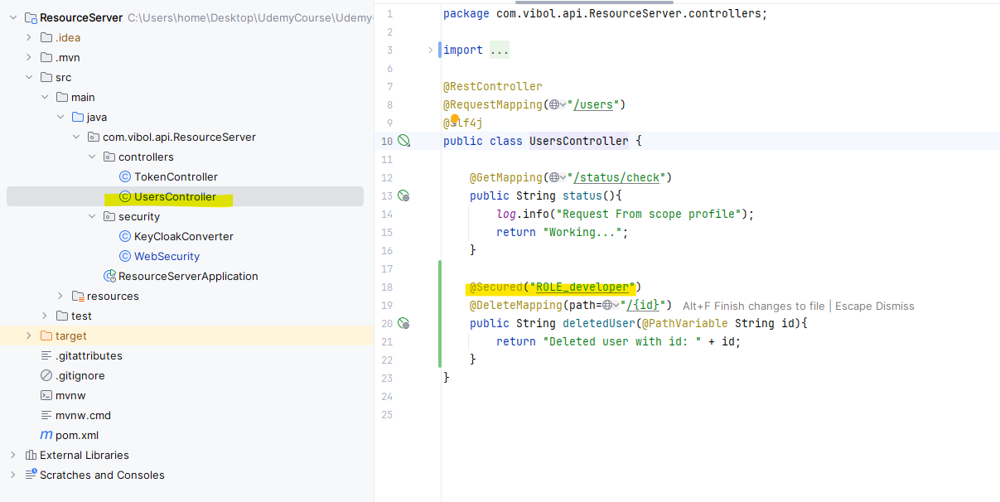 ResourceServer C:\Users\home\Desktop\UdemyCourse\Udemy-
.idea
.mvn
src
main
java
com.vibol.api.ResourceServer
controllers
TokenController
UsersController
security
KeyCloakConverter
WebSecurity
ResourceServerApplication
resources
test
target
.gitattributes
.gitignore
mvnw
mvnw.cmd
m pom.xml
External Libraries
Scratches and Consoles
1 package com.vibol.api.ResourceServer.controllers;
2
3 import ...
6
7 @RestController
8 @RequestMapping("/users")
9 @Slf4j
10 public class UsersController {
11
12 @GetMapping("/status/check")
13 public String status(){
14 log.info("Request From scope profile");
15 return "Working...";
16 }
17
18 @Secured("ROLE_developer")
19 @DeleteMapping(path="/{id}") Alt+F Finish changes to file | Escape Dismiss
20 public String deletedUser(@PathVariable String id){
21 return "Deleted user with id: " + id;
22 }
23 }
24
25